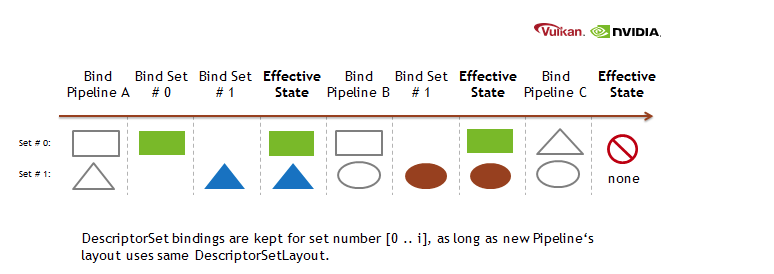 Vulkan. NVIDIA.
Bind Bind Set Bind Set Effective Bind Bind Set Effective Bind Effective
Pipeline A # 0 # 1 State Pipeline B # 1 State Pipeline C State
Set # 0:
Set # 1:
none
DescriptorSet bindings are kept for set number [0 .. i], as long as new Pipeline‘s
layout uses same DescriptorSetLayout.